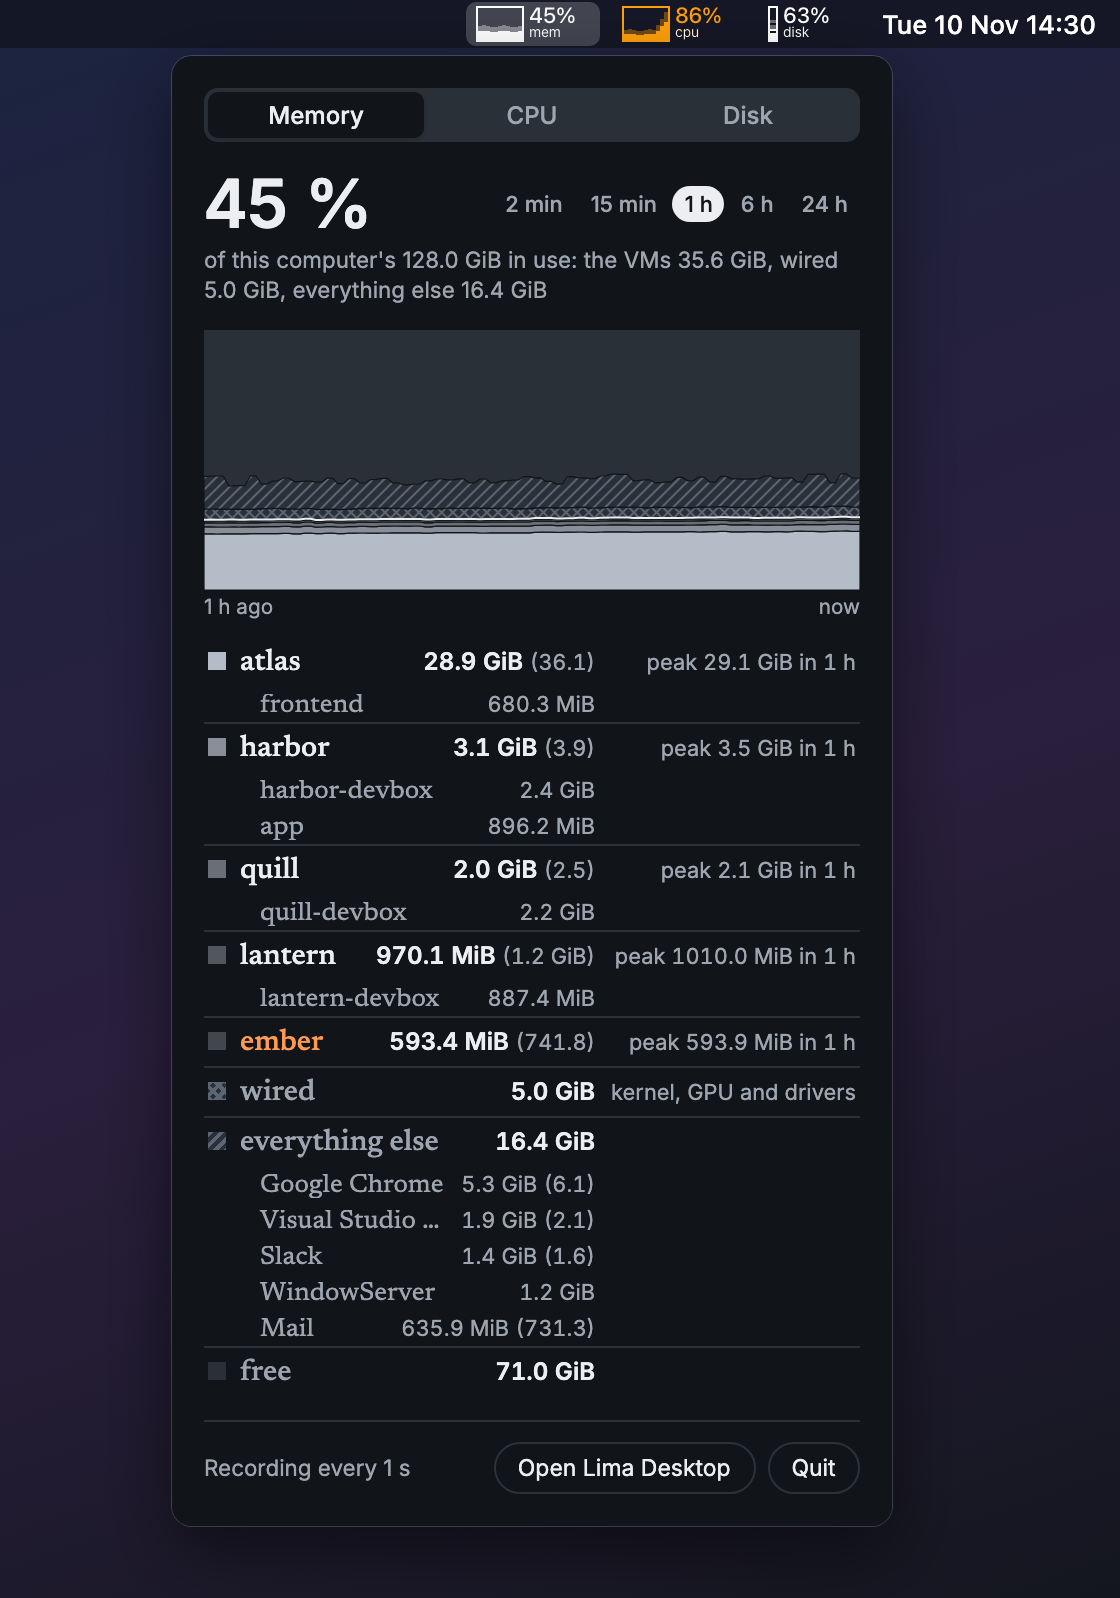 45% mem
86% cpu
63% disk
Tue 10 Nov 14:30
Memory CPU Disk
45 %
2 min 15 min 1 h 6 h 24 h
of this computer's 128.0 GiB in use: the VMs 35.6 GiB, wired
5.0 GiB, everything else 16.4 GiB
1 h ago now
atlas 28.9 GiB (36.1) peak 29.1 GiB in 1 h
frontend 680.3 MiB
harbor 3.1 GiB (3.9) peak 3.5 GiB in 1 h
harbor-devbox 2.4 GiB
app 896.2 MiB
quill 2.0 GiB (2.5) peak 2.1 GiB in 1 h
quill-devbox 2.2 GiB
lantern 970.1 MiB (1.2 GiB) peak 1010.0 MiB in 1 h
lantern-devbox 887.4 MiB
ember 593.4 MiB (741.8) peak 593.9 MiB in 1 h
wired 5.0 GiB kernel, GPU and drivers
everything else 16.4 GiB
Google Chrome 5.3 GiB (6.1)
Visual Studio ... 1.9 GiB (2.1)
Slack 1.4 GiB (1.6)
WindowServer 1.2 GiB
Mail 635.9 MiB (731.3)
free 71.0 GiB
Recording every 1 s Open Lima Desktop Quit